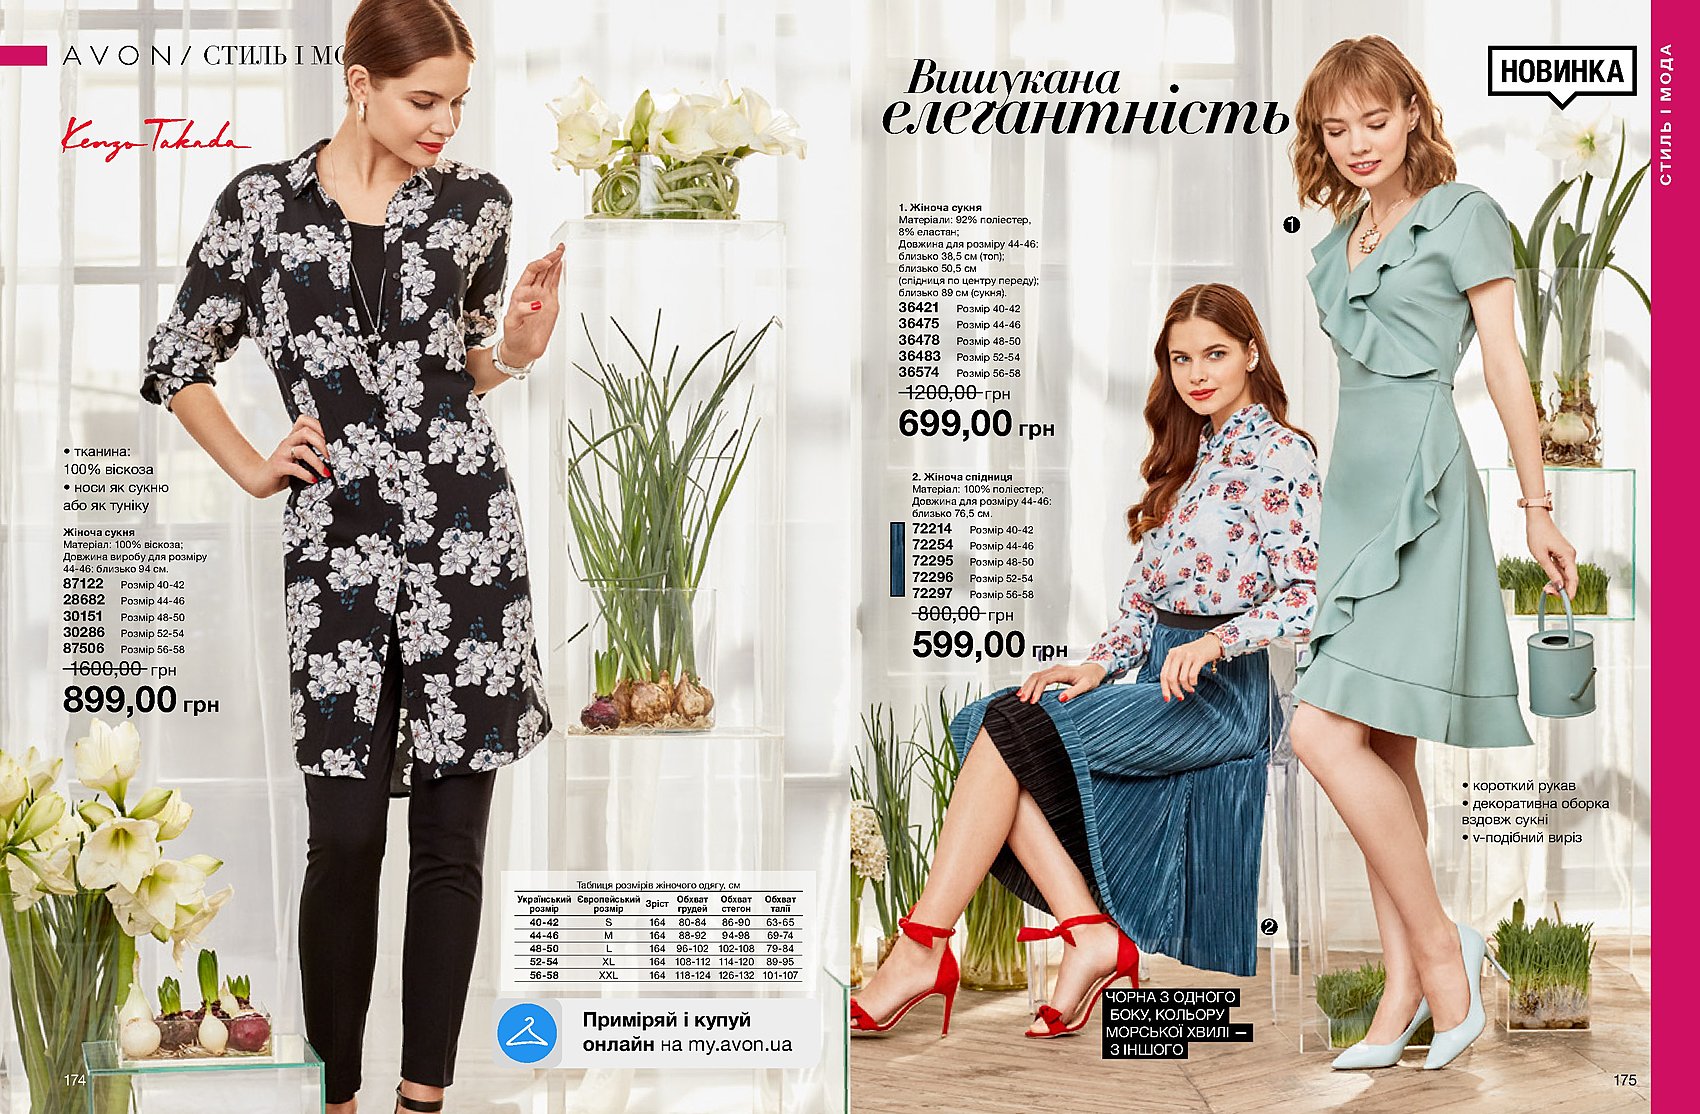 AVON / СТИЛЬ І МО
Kenzo Takada
• тканина:
100% віскоза
• носи як сукню
або як туніку
Жіноча сукня
Матеріал: 100% віскоза;
Довжина виробу для розміру
44-46: близько 94 см.
87122 Розмір 40-42
28682 Розмір 44-46
30151 Розмір 48-50
30286 Розмір 52-54
87506 Розмір 56-58
1600,00 грн
899,00 грн
Таблиця розмірів жіночого одягу, см
Український розмір Європейський розмір Зріст Обхват грудей Обхват стегон Обхват талії
40-42 S 164 80-84 86-90 63-65
44-46 M 164 88-92 94-98 69-74
48-50 L 164 96-102 102-108 79-84
52-54 XL 164 108-112 114-120 89-95
56-58 XXL 164 118-124 126-132 101-107
Приміряй і купуй
онлайн на my.avon.ua
174
Вишукана
елегантність
НОВИНКА
СТИЛЬ І МОДА
1
1. Жіноча сукня
Матеріали: 92% поліестер,
8% еластан;
Довжина для розміру 44-46:
близько 38,5 см (топ);
близько 50,5 см
(спідниця по центру переду);
близько 89 см (сукня).
36421 Розмір 40-42
36475 Розмір 44-46
36478 Розмір 48-50
36483 Розмір 52-54
36574 Розмір 56-58
1200,00 грн
699,00 грн
2. Жіноча спідниця
Матеріал: 100% поліестер;
Довжина для розміру 44-46:
близько 76,5 см.
72214 Розмір 40-42
72254 Розмір 44-46
72295 Розмір 48-50
72296 Розмір 52-54
72297 Розмір 56-58
800,00 грн
599,00 грн
• короткий рукав
• декоративна оборка
вздовж сукні
• v-подібний виріз
2
ЧОРНА З ОДНОГО
БОКУ, КОЛЬОРУ
МОРСЬКОЇ ХВИЛІ —
З ІНШОГО
175